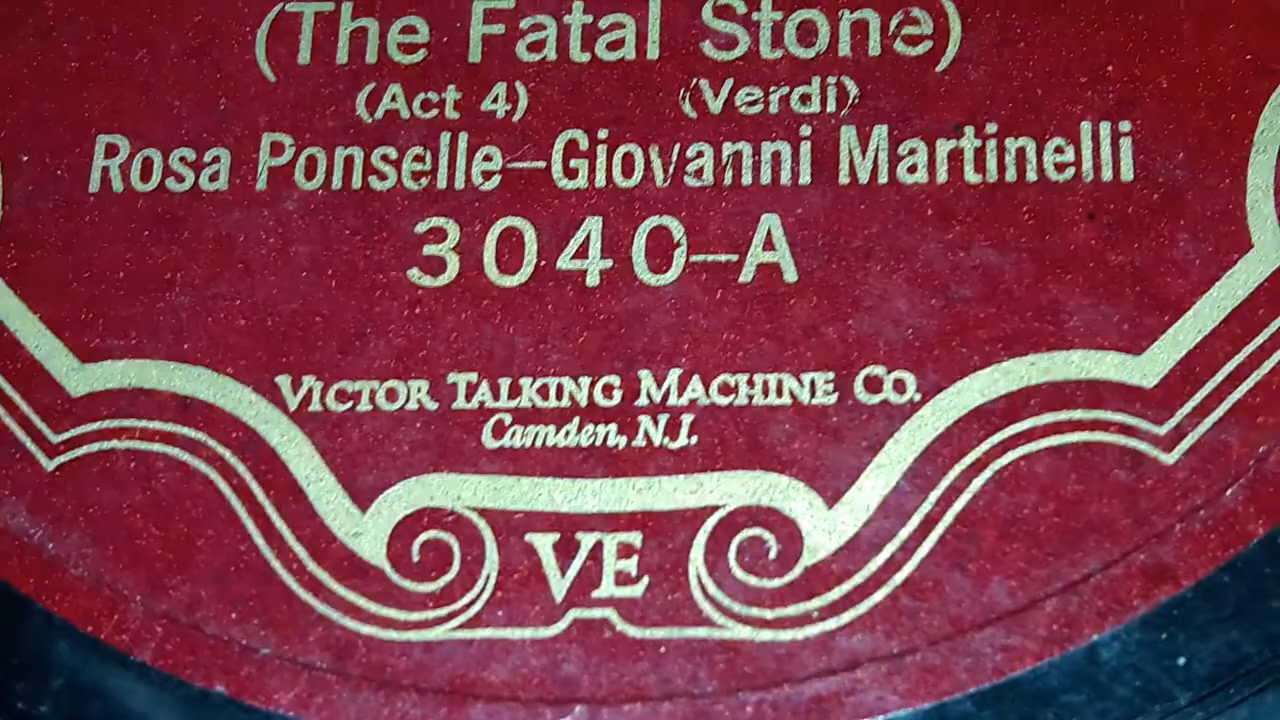 (The Fatal Stone)
(Act 4) (Verdi)
Rosa Ponselle—Giovanni Martinelli
3040-A
VICTOR TALKING MACHINE CO.
Camden, N.J.
VE